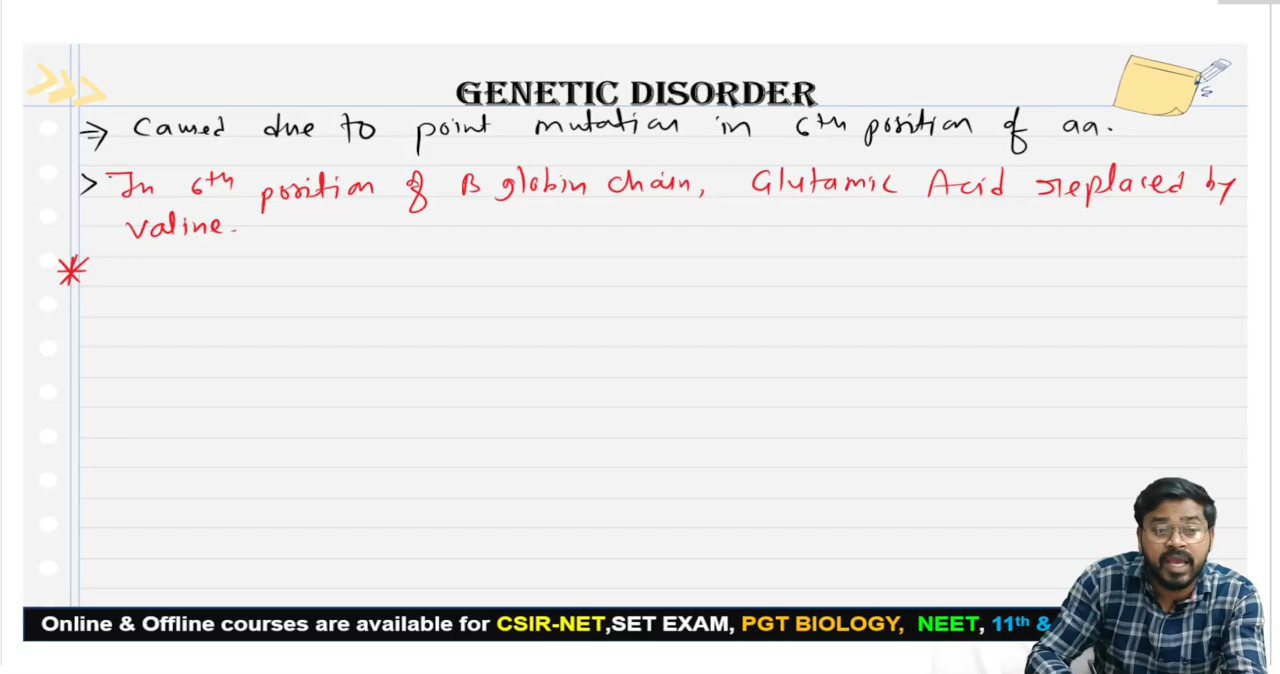 GENETIC DISORDER
⇒ Caused due to point mutation in 6th position of aa.
> In 6th position of B globin chain, Glutamic Acid replaced by
valine.
*
Online & Offline courses are available for CSIR-NET,SET EXAM, PGT BIOLOGY, NEET, 11th &